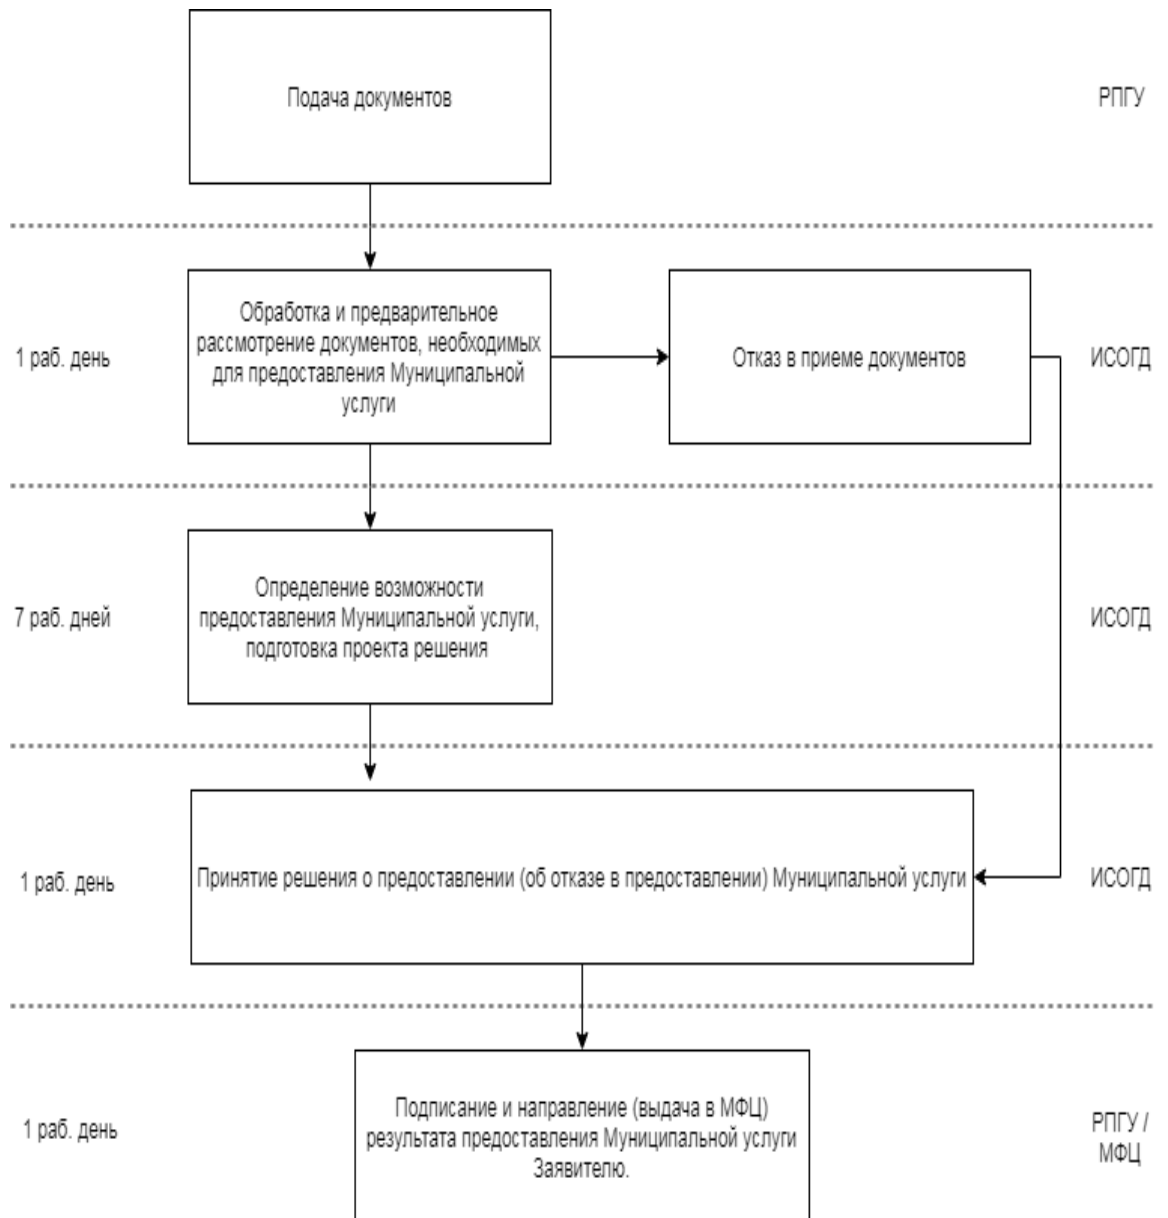 Подача документов
РПГУ
1 раб. день
Обработка и предварительное
рассмотрение документов, необходимых
для предоставления Муниципальной
услуги
Отказ в приеме документов
ИСОГД
7 раб. дней
Определение возможности
предоставления Муниципальной услуги,
подготовка проекта решения
ИСОГД
1 раб. день
Принятие решения о предоставлении (об отказе в предоставлении) Муниципальной услуги
ИСОГД
1 раб. день
Подписание и направление (выдача в МФЦ)
результата предоставления Муниципальной услуги
Заявителю.
РПГУ /
МФЦ